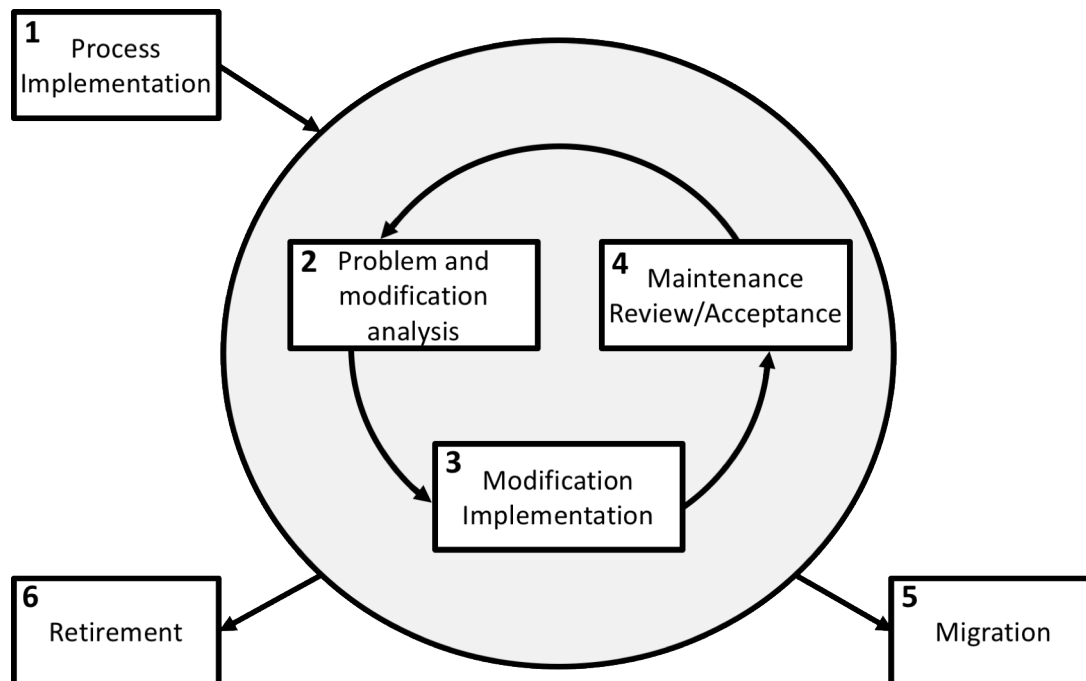 1 Process
Implementation
2 Problem and
modification
analysis
3 Modification
Implementation
4 Maintenance
Review/Acceptance
5
Migration
6
Retirement